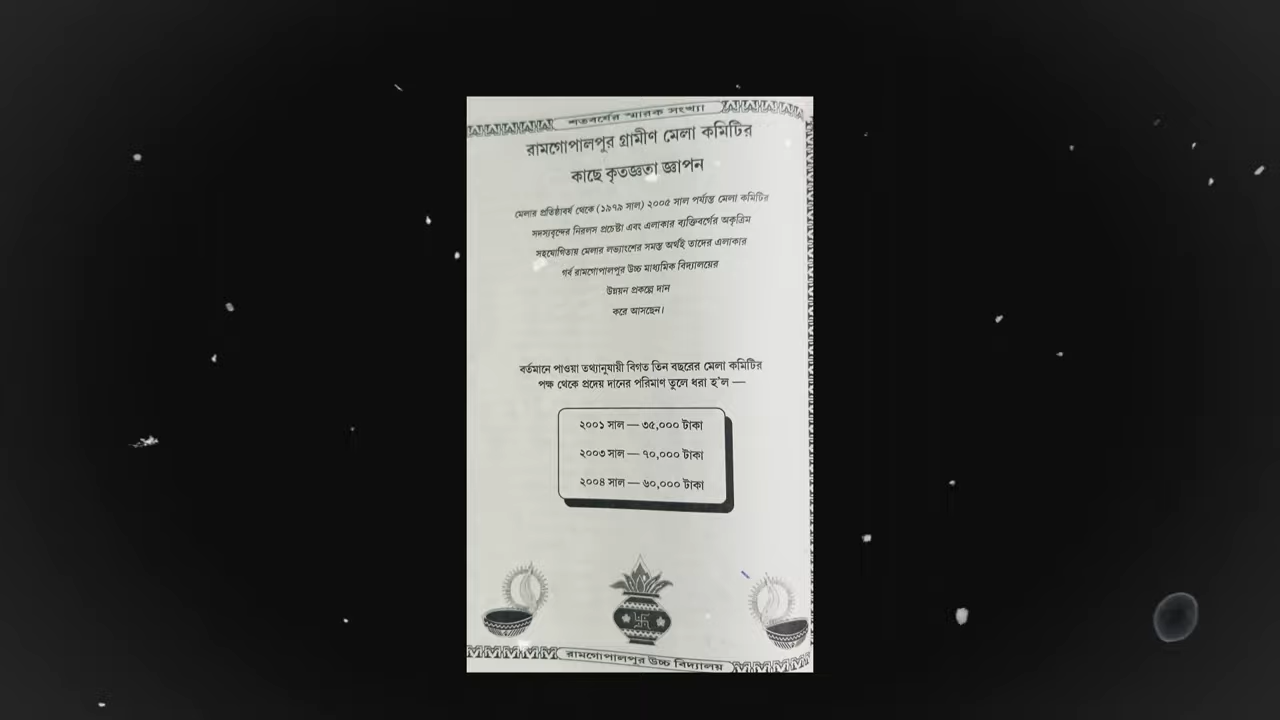 শতবর্ষের স্মারক সংখ্যা
রামগোপালপুর গ্রামীণ মেলা কমিটির
কাছে কৃতজ্ঞতা জ্ঞাপন
মেলার প্রতিষ্ঠাবর্ষ থেকে (১৯৭৯ সাল) ২০০৫ সাল পর্যন্ত মেলা কমিটির
সদস্যবৃন্দের নিরলস প্রচেষ্টা এবং এলাকার ব্যক্তিবর্গের অকৃত্রিম
সহযোগিতায় মেলার লভ্যাংশের সমস্ত অর্থই তাদের এলাকার
গর্ব রামগোপালপুর উচ্চ মাধ্যমিক বিদ্যালয়ের
উন্নয়ন প্রকল্পে দান
করে আসছেন।
বর্তমানে পাওয়া তথ্যানুযায়ী বিগত তিন বছরের মেলা কমিটির
পক্ষ থেকে প্রদেয় দানের পরিমাণ তুলে ধরা হ'ল —
২০০১ সাল — ৩৫,০০০ টাকা
২০০৩ সাল — ৭০,০০০ টাকা
২০০৪ সাল — ৬০,০০০ টাকা
রামগোপালপুর উচ্চ বিদ্যালয়